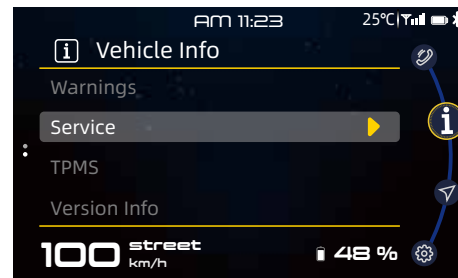 AM 11:23
25°C
i Vehicle Info
Warnings
Service
i
TPMS
Version Info
100 street
km/h
48 %